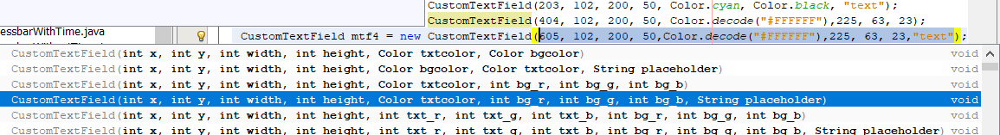 CustomTextField(203, 102, 200, 50, Color.cyan, Color.black, "text");
essbarWithTime.java CustomTextField(404, 102, 200, 50, Color.decode("#FFFFFF"),225, 63, 23);
CustomTextField mtf4 = new CustomTextField(605, 102, 200, 50,Color.decode("#FFFFFF"),225, 63, 23,"text");
CustomTextField(int x, int y, int width, int height, Color txtcolor, Color bgcolor) void
CustomTextField(int x, int y, int width, int height, Color bgcolor, Color txtcolor, String placeholder) void
CustomTextField(int x, int y, int width, int height, Color txtcolor, int bg_r, int bg_g, int bg_b) void
CustomTextField(int x, int y, int width, int height, Color txtcolor, int bg_r, int bg_g, int bg_b, String placeholder) void
CustomTextField(int x, int y, int width, int height, int txt_r, int txt_g, int txt_b, int bg_r, int bg_g, int bg_b) void
CustomTextField(int x, int y, int width, int height, int txt_r, int txt_g, int txt_b, int bg_r, int bg_g, int bg_b, String placeholder) void